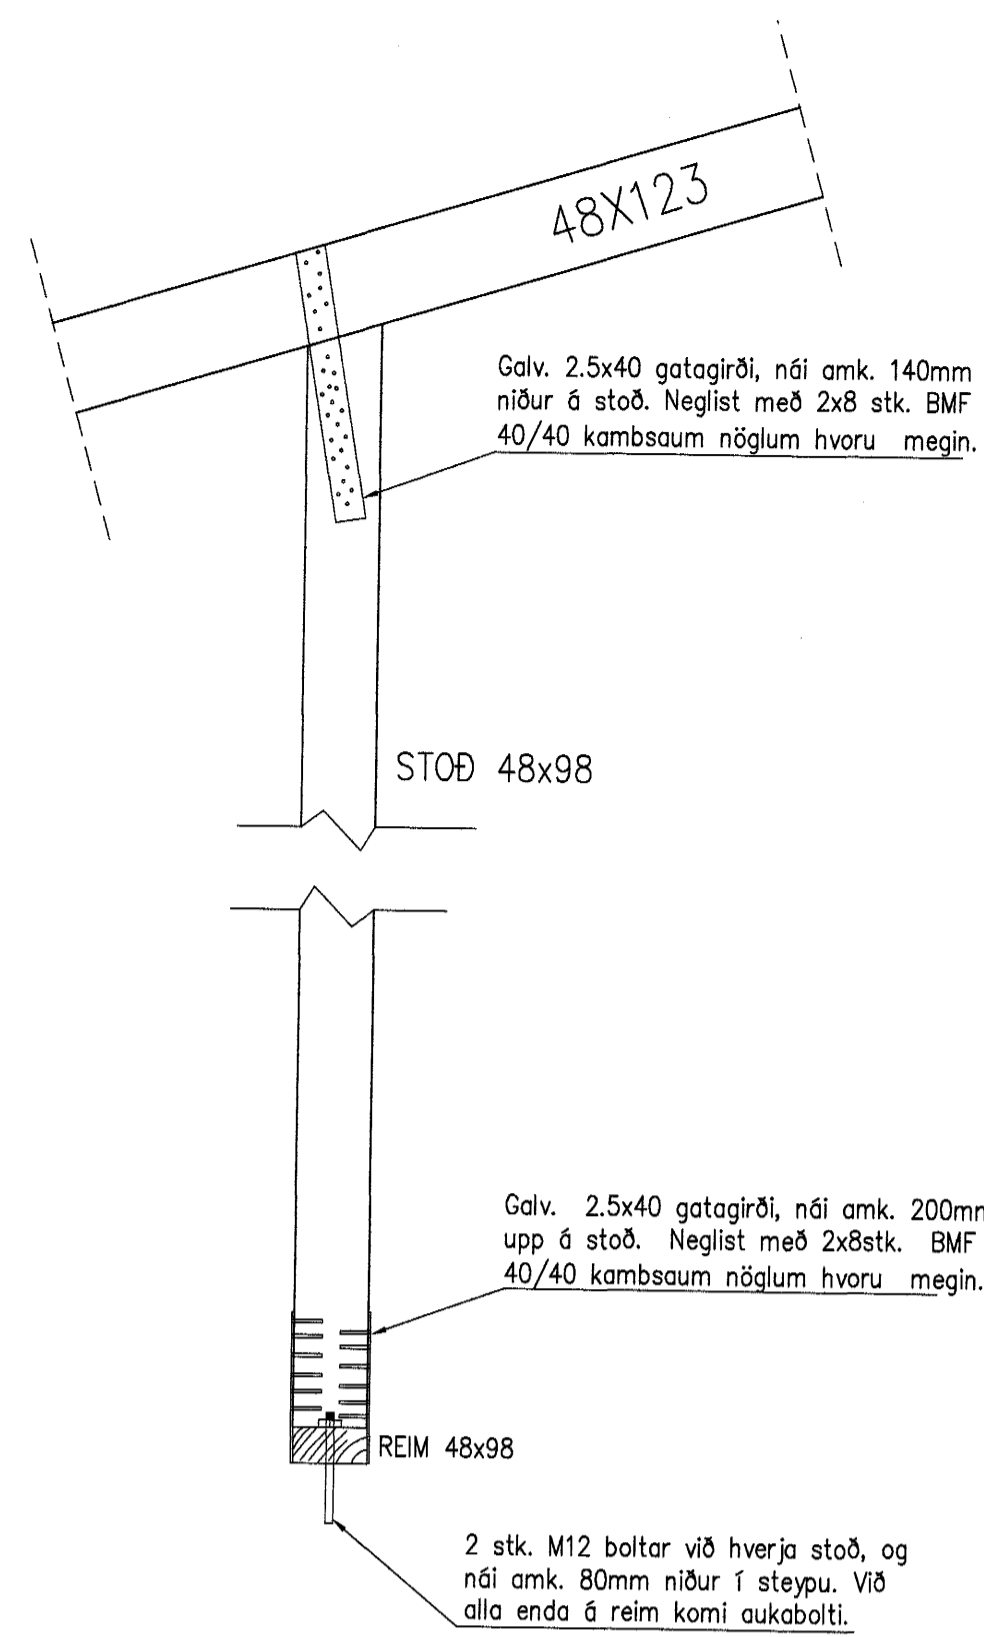 48X123
Galv. 2.5x40 gatagirði, nái amk. 140mm
niður á stoð. Neglist með 2x8 stk. BMF
40/40 kambsaum nöglum hvoru megin.
STOÐ 48x98
Galv. 2.5x40 gatagirði, nái amk. 200mm
upp á stoð. Neglist með 2x8stk. BMF
40/40 kambsaum nöglum hvoru megin.
REIM 48x98
2 stk. M12 boltar við hverja stoð, og
nái amk. 80mm niður í steypu. Við
alla enda á reim komi aukabolti.